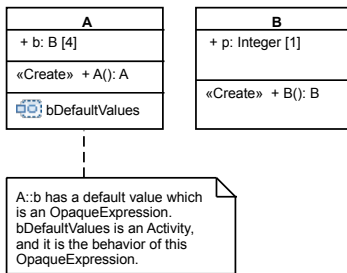 A
+ b: B [4]
«Create» + A(): A
bDefaultValues
B
+ p: Integer [1]
«Create» + B(): B
A::b has a default value which
is an OpaqueExpression.
bDefaultValues is an Activity,
and it is the behavior of this
OpaqueExpression.